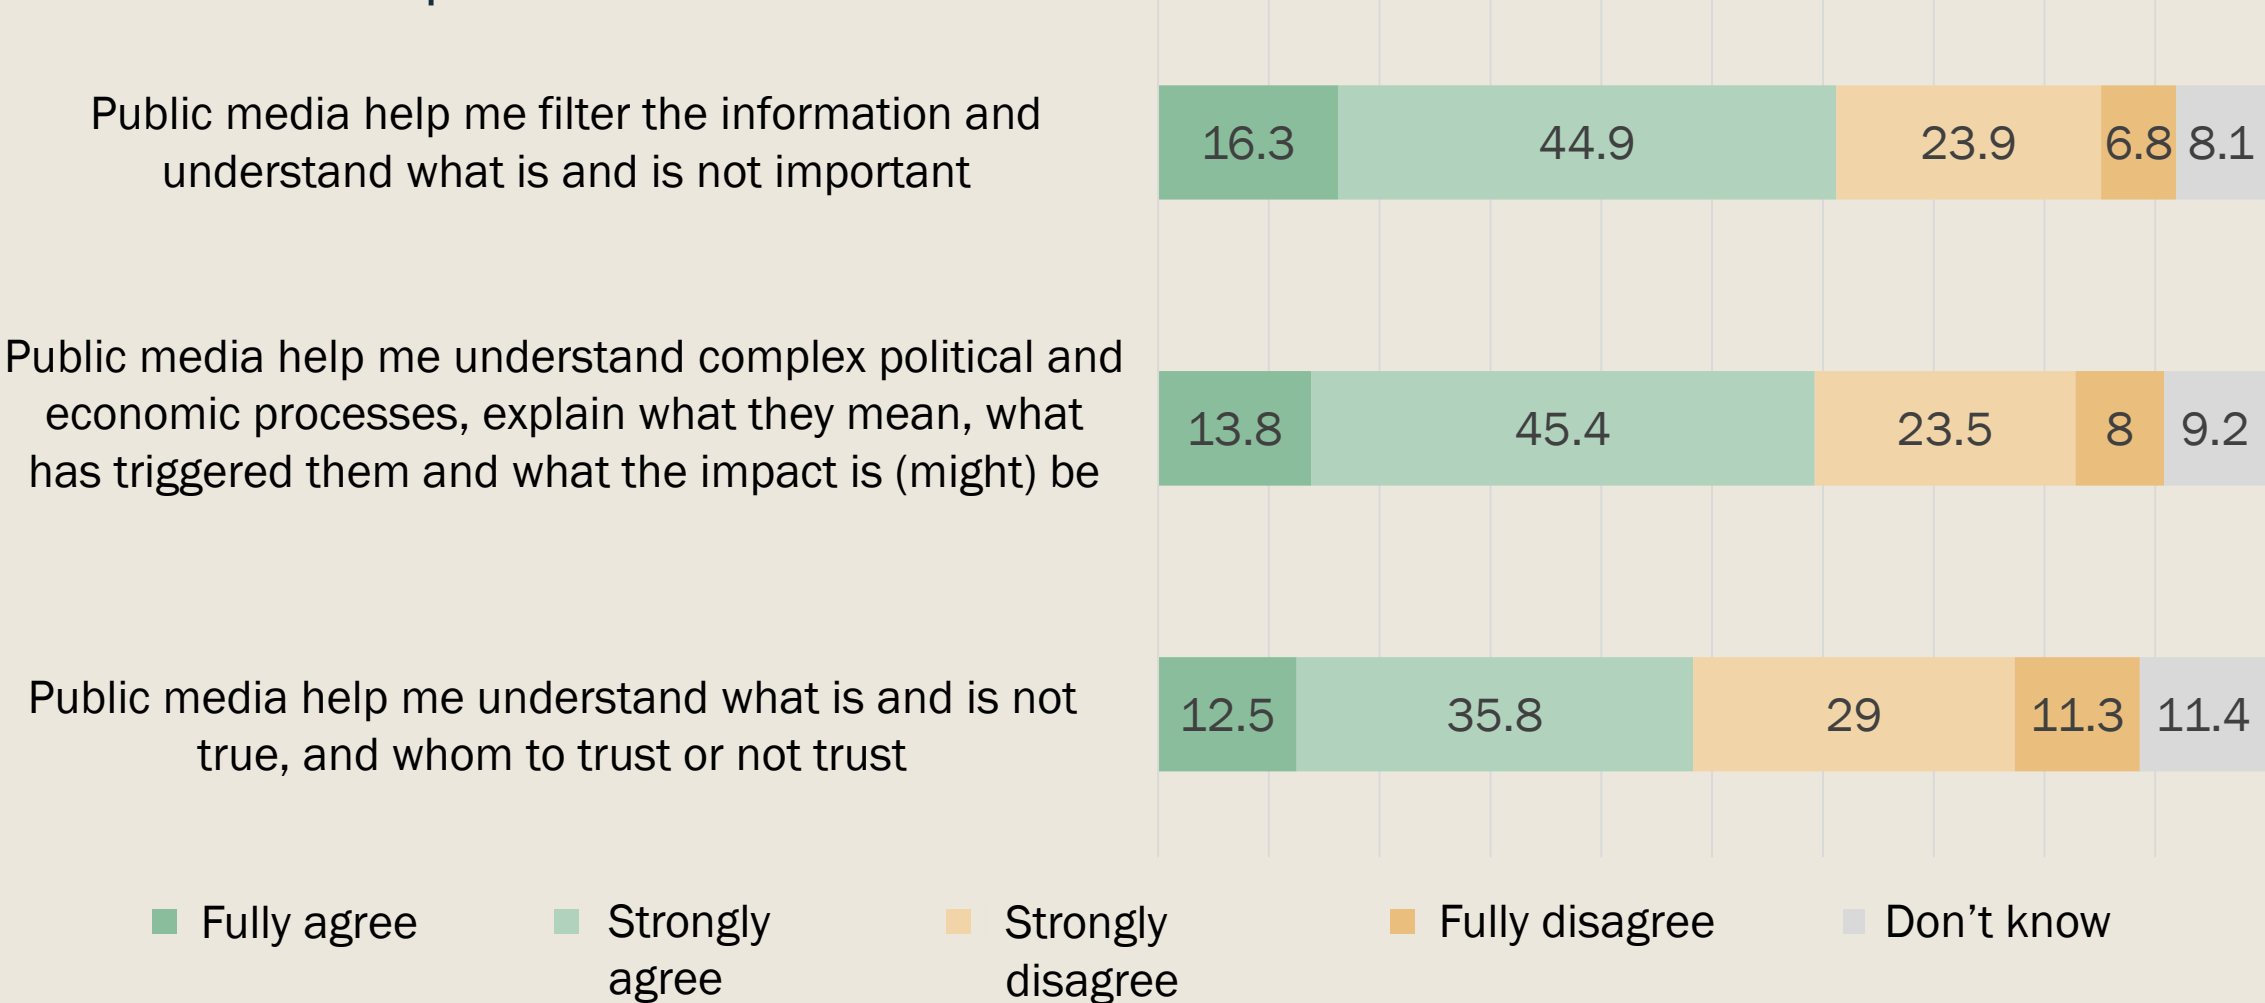 Public media help me filter the information and
understand what is and is not important
16.3 44.9 23.9 6.8 8.1
Public media help me understand complex political and
economic processes, explain what they mean, what
has triggered them and what the impact is (might) be
13.8 45.4 23.5 8 9.2
Public media help me understand what is and is not
true, and whom to trust or not trust
12.5 35.8 29 11.3 11.4
Fully agree
Strongly
agree
Strongly
disagree
Fully disagree
Don’t know